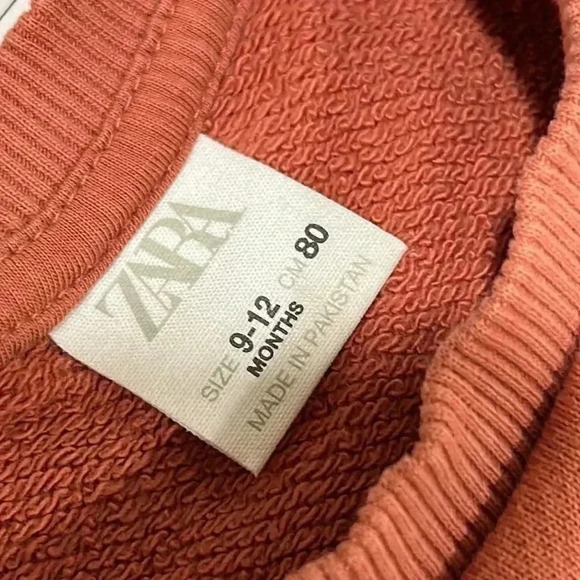 ZARA
SIZE 9-12 MONTHS CM 80
MADE IN PAKISTAN